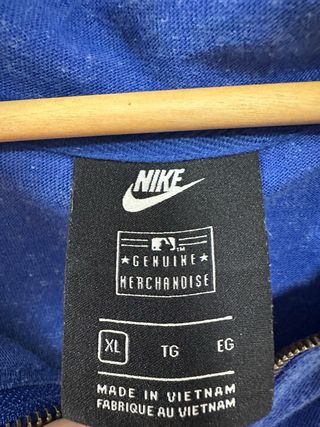 NIKE
GENUINE
MERCHANDISE
XL TG EG
MADE IN VIETNAM
FABRIQUE AU VIETNAM